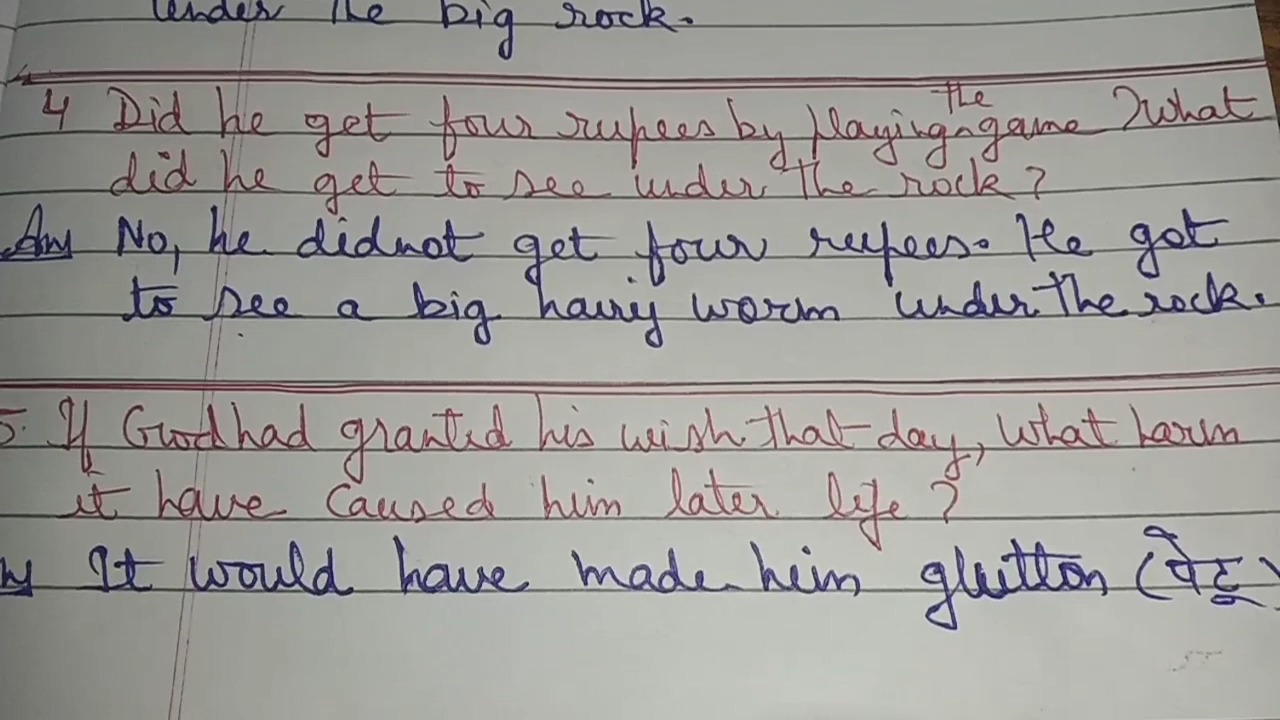 under the big rock.
4 Did he get four rupees by playing the game ? What
did he get to see under the rock ?
Ans No, he didnot get four rupees. He got
to see a big hairy worm under the rock.
5. If God had granted his wish that day, What harm
it have caused him later life ?
It would have made him glutton (पेटू)